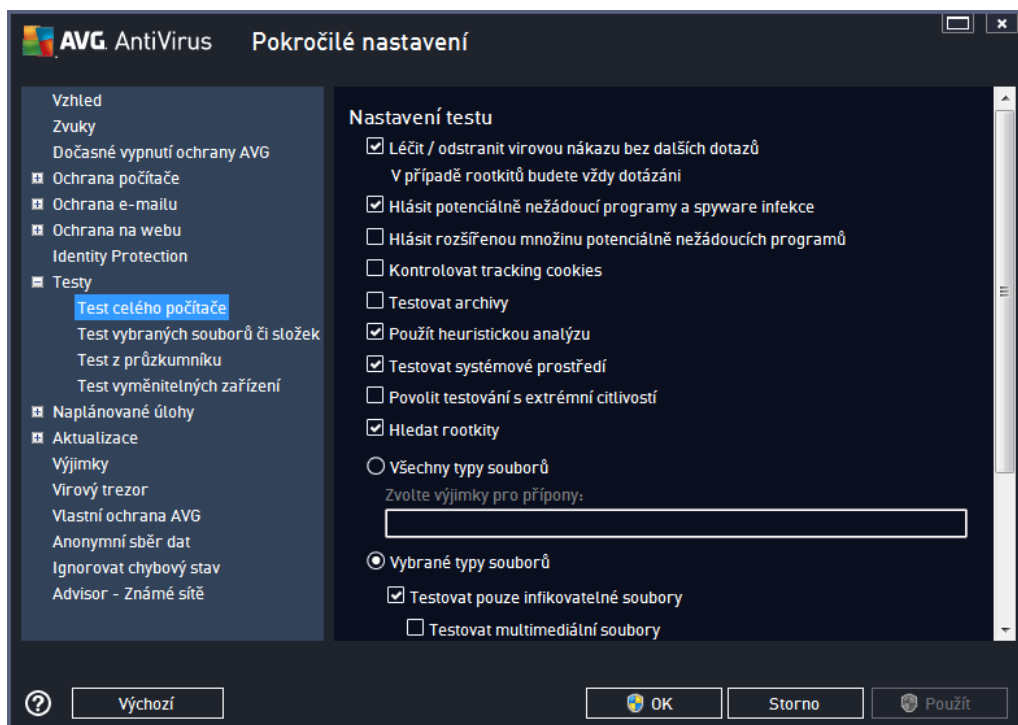 AVG. AntiVirus Pokročilé nastavení
Vzhled
Zvuky
Dočasné vypnutí ochrany AVG
Ochrana počítače
Ochrana e-mailu
Ochrana na webu
Identity Protection
Testy
Test celého počítače
Test vybraných souborů či složek
Test z průzkumníku
Test vyměnitelných zařízení
Naplánované úlohy
Aktualizace
Výjimky
Virový trezor
Vlastní ochrana AVG
Anonymní sběr dat
Ignorovat chybový stav
Advisor - Známé sítě
Nastavení testu
Léčit / odstranit virovou nákazu bez dalších dotazů
V případě rootkitů budete vždy dotázáni
Hlásit potenciálně nežádoucí programy a spyware infekce
Hlásit rozšířenou množinu potenciálně nežádoucích programů
Kontrolovat tracking cookies
Testovat archivy
Použít heuristickou analýzu
Testovat systémové prostředí
Povolit testování s extrémní citlivostí
Hledat rootkity
Všechny typy souborů
Zvolte výjimky pro přípony:
Vybrané typy souborů
Testovat pouze infikovatelné soubory
Testovat multimediální soubory
Výchozí
OK
Storno
Použít